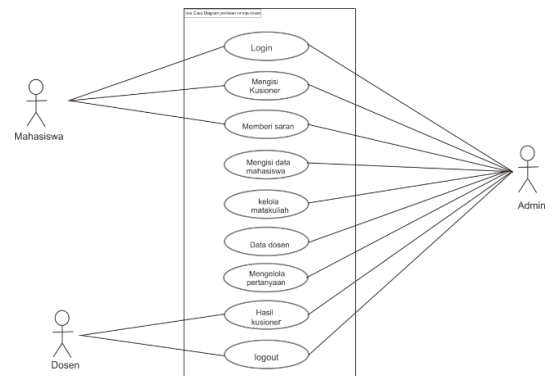 Use Case Diagram penilaian kinerja dosen
Login
Mengisi
Kusioner
Memberi saran
Mahasiswa
Mengisi data
mahasiswa
kelola
matakuliah
Admin
Data dosen
Mengelola
pertanyaan
Hasil
kusioner
logout
Dosen